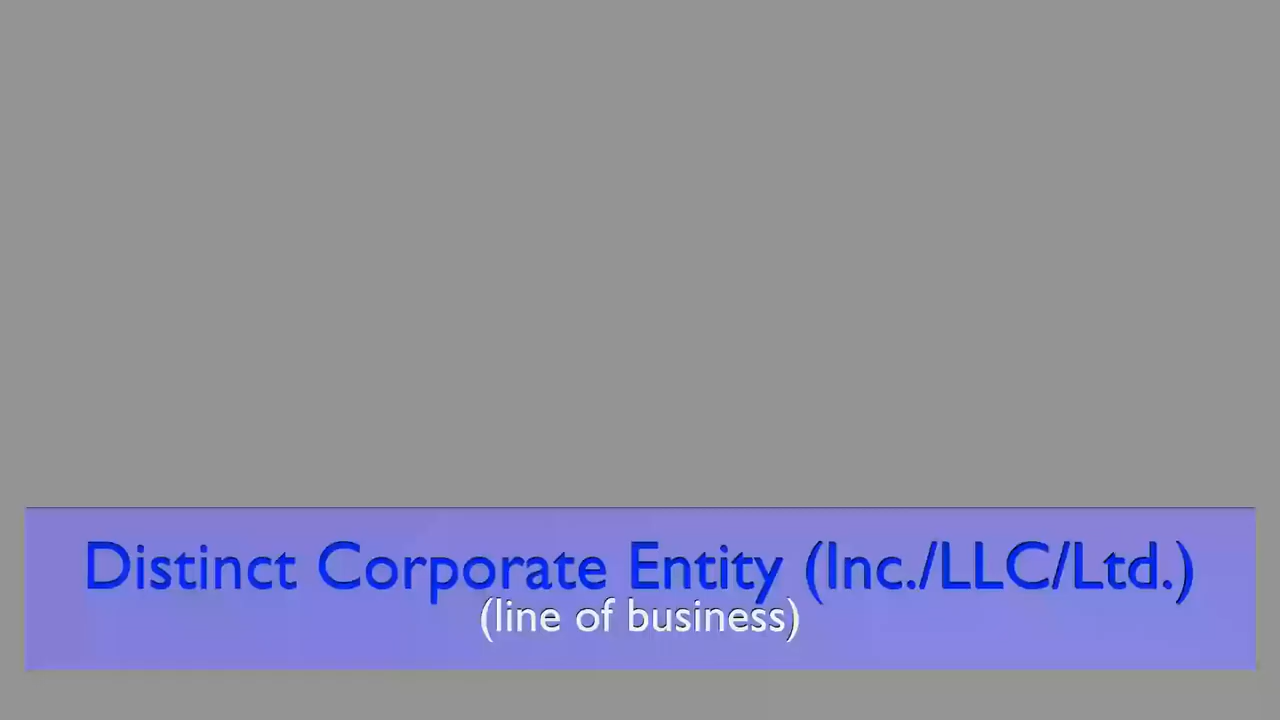 Distinct Corporate Entity (Inc./LLC/Ltd.)
(line of business)